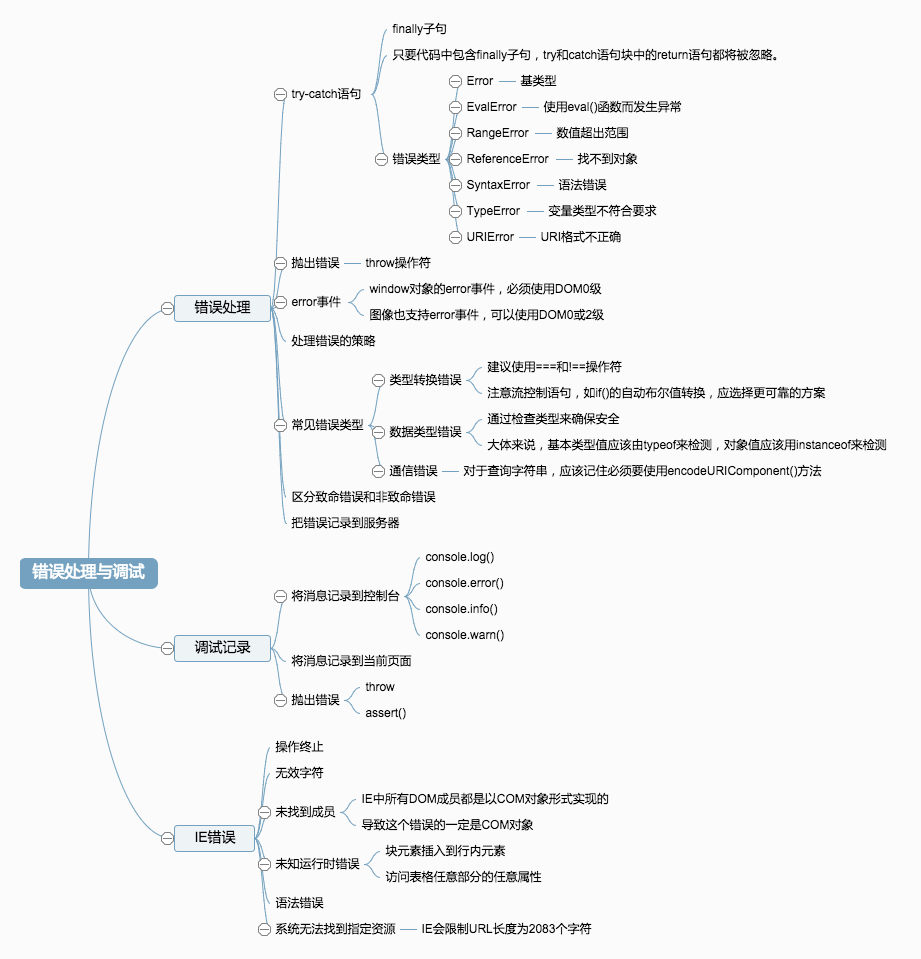 错误处理与调试
错误处理
try-catch语句
finally子句
只要代码中包含finally子句，try和catch语句块中的return语句都将被忽略。
错误类型
Error
基类型
EvalError
使用eval()函数而发生异常
RangeError
数值超出范围
ReferenceError
找不到对象
SyntaxError
语法错误
TypeError
变量类型不符合要求
URIError
URI格式不正确
抛出错误
throw操作符
error事件
window对象的error事件，必须使用DOM0级
图像也支持error事件，可以使用DOM0或2级
处理错误的策略
常见错误类型
类型转换错误
建议使用===和!==操作符
注意流控制语句，如if()的自动布尔值转换，应选择更可靠的方案
数据类型错误
通过检查类型来确保安全
大体来说，基本类型值应该由typeof来检测，对象值应该用instanceof来检测
通信错误
对于查询字符串，应该记住必须要使用encodeURIComponent()方法
区分致命错误和非致命错误
把错误记录到服务器
调试记录
将消息记录到控制台
console.log()
console.error()
console.info()
console.warn()
将消息记录到当前页面
抛出错误
throw
assert()
IE错误
操作终止
无效字符
未找到成员
IE中所有DOM成员都是以COM对象形式实现的
导致这个错误的一定是COM对象
未知运行时错误
块元素插入到行内元素
访问表格任意部分的任意属性
语法错误
系统无法找到指定资源
IE会限制URL长度为2083个字符